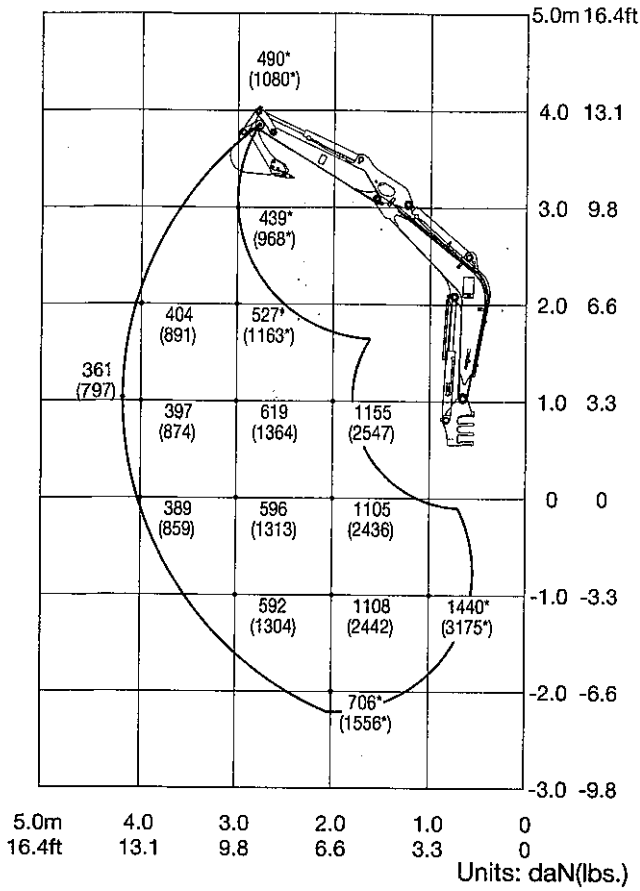 5.0m 16.4ft
490*
(1080*)
4.0 13.1
3.0 9.8
439*
(968*)
2.0 6.6
404 527*
(891) (1163*)
361
(797)
1.0 3.3
397 619 1155
(874) (1364) (2547)
0 0
389 596 1105
(859) (1313) (2436)
-1.0 -3.3
592 1108 1440*
(1304) (2442) (3175*)
-2.0 -6.6
706*
(1556*)
-3.0 -9.8
5.0m 4.0 3.0 2.0 1.0 0
16.4ft 13.1 9.8 6.6 3.3 0
Units: daN(lbs.)